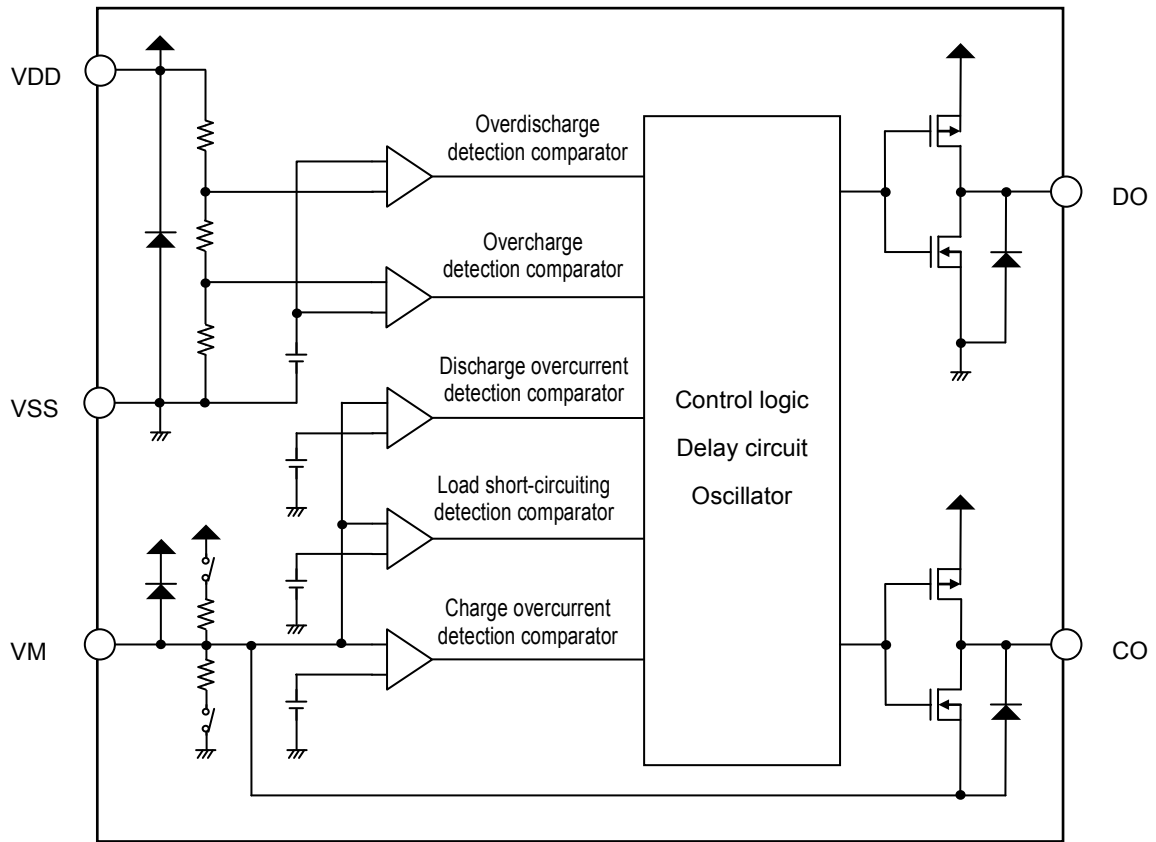 VDD
Overdischarge
detection comparator
DO
Overcharge
detection comparator
VSS
Discharge overcurrent
detection comparator
Control logic
Delay circuit
Oscillator
Load short-circuiting
detection comparator
Charge overcurrent
detection comparator
VM
CO